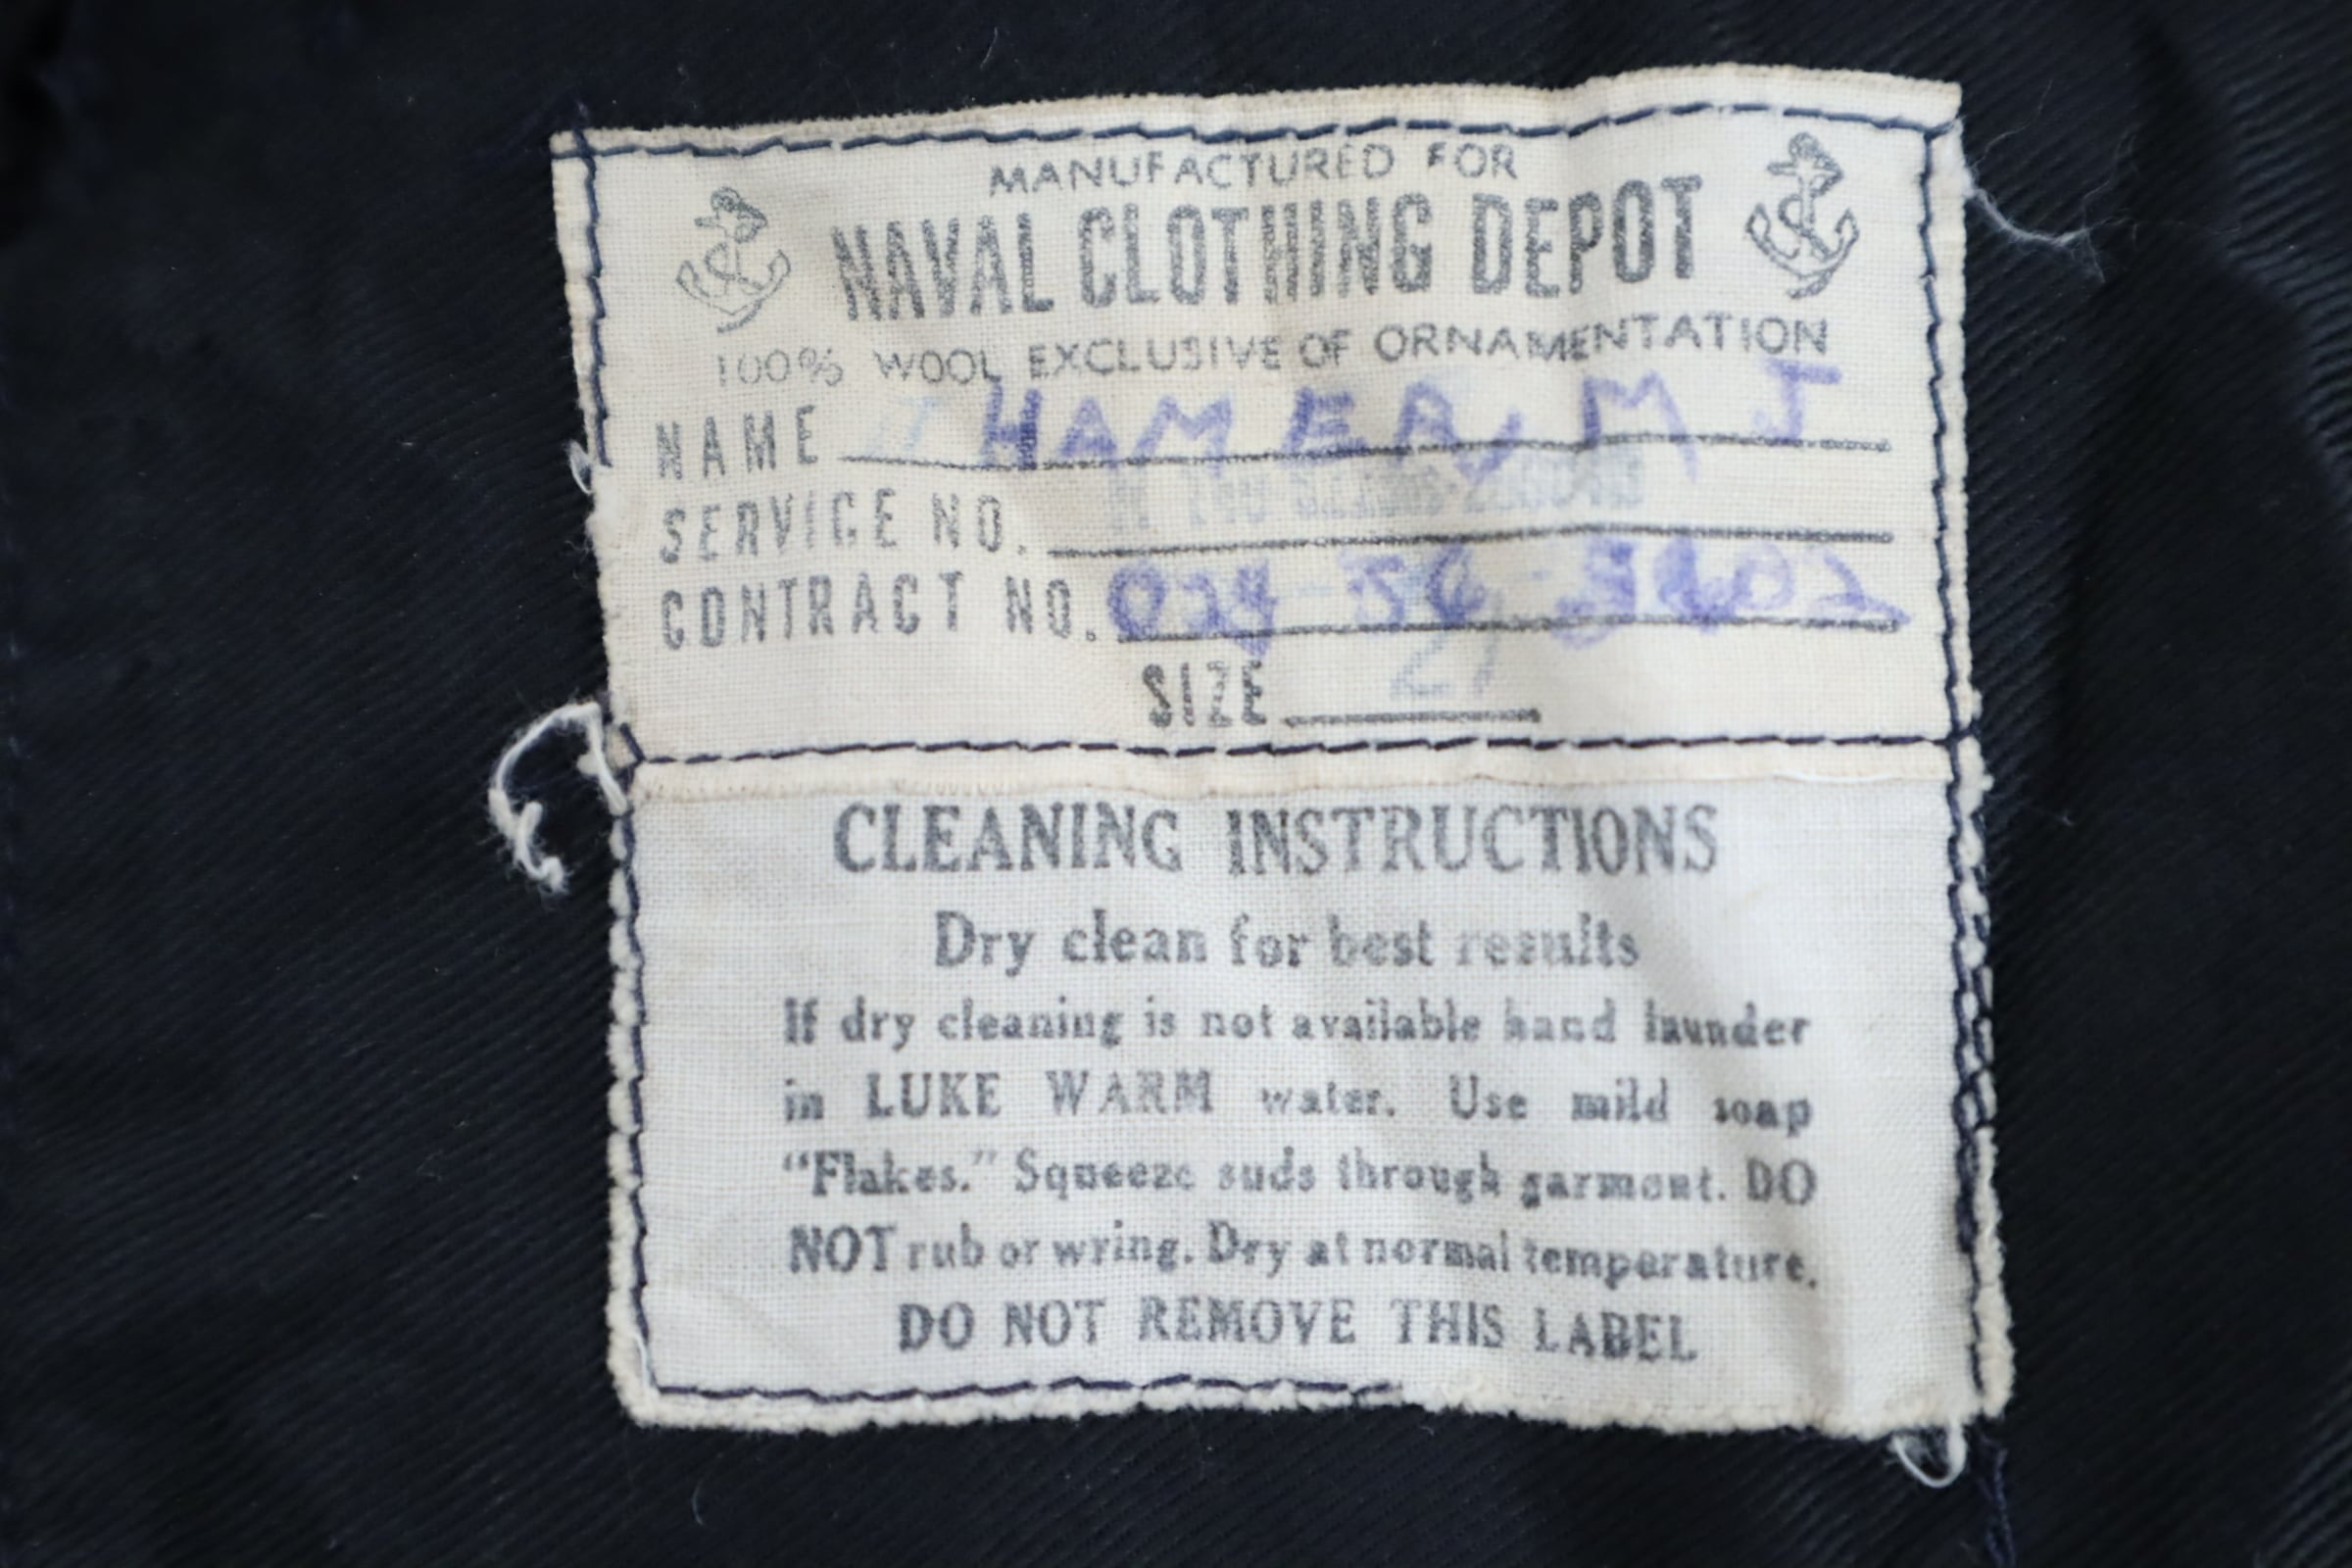 MANUFACTURED FOR
NAVAL CLOTHING DEPOT
100% WOOL EXCLUSIVE OF ORNAMENTATION
NAME HAMER, M J
SERVICE NO.
CONTRACT NO.
SIZE
CLEANING INSTRUCTIONS
Dry clean for best results
If dry cleaning is not available hand launder
in LUKE WARM water. Use mild soap
“Flakes.” Squeeze suds through garment. DO
NOT rub or wring. Dry at normal temperature.
DO NOT REMOVE THIS LABEL